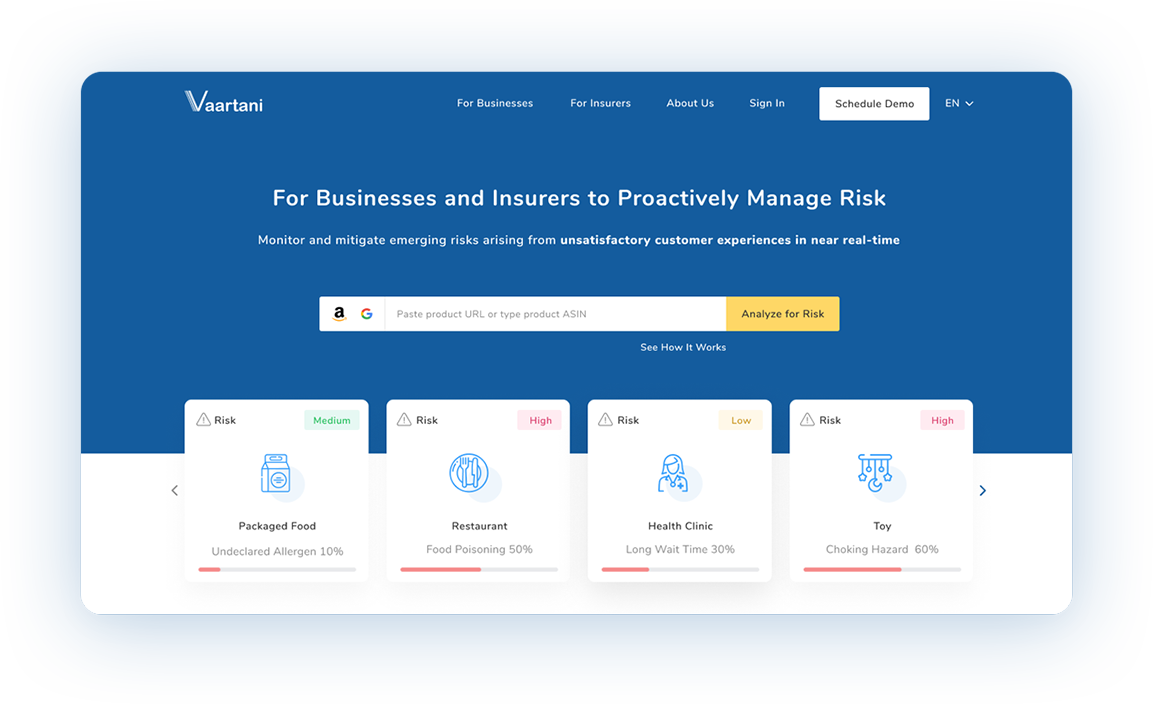 Vaartani
For Businesses
For Insurers
About Us
Sign In
Schedule Demo
EN
For Businesses and Insurers to Proactively Manage Risk
Monitor and mitigate emerging risks arising from unsatisfactory customer experiences in near real-time
a
G
Paste product URL or type product ASIN
Analyze for Risk
See How It Works
Risk
Medium
Packaged Food
Undeclared Allergen 10%
Risk
High
Restaurant
Food Poisoning 50%
Risk
Low
Health Clinic
Long Wait Time 30%
Risk
High
Toy
Choking Hazard 60%